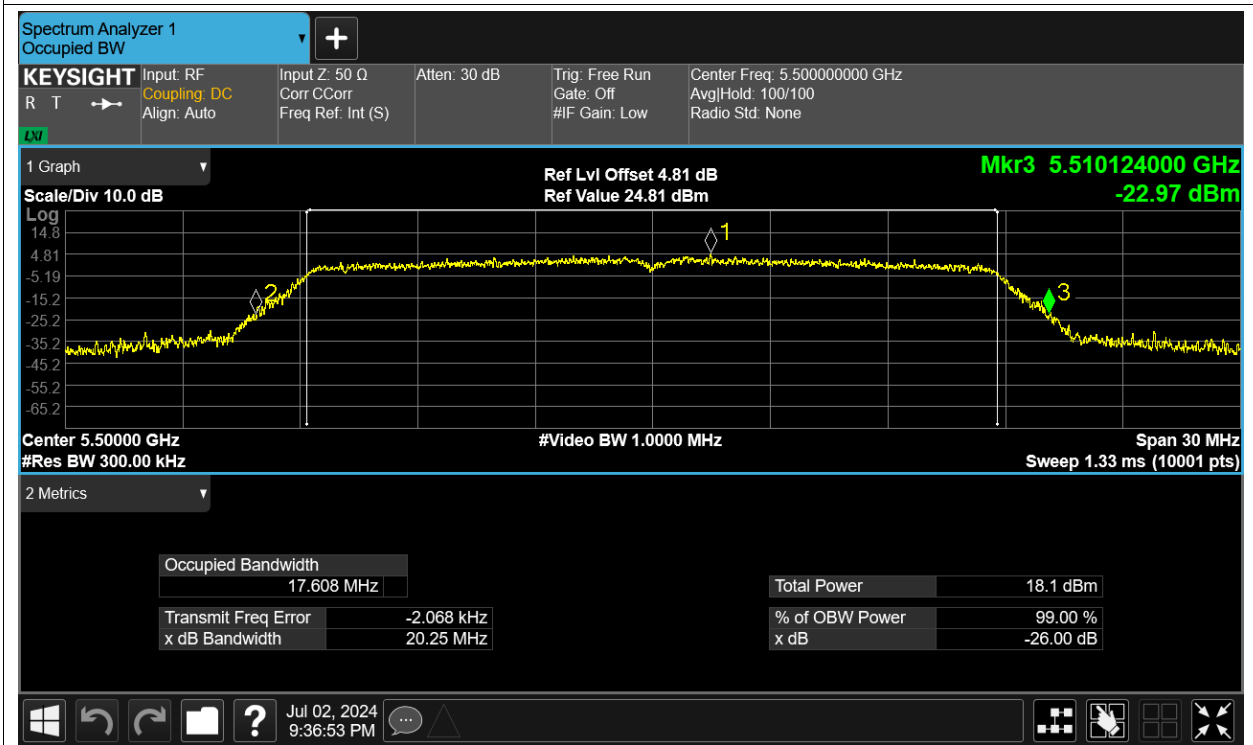 Spectrum Analyzer 1
Occupied BW
KEYSIGHT
R T
LXI
Input: RF
Coupling: DC
Align: Auto
Input Z: 50 Ω
Corr CCorr
Freq Ref: Int (S)
Atten: 30 dB
Trig: Free Run
Gate: Off
#IF Gain: Low
Center Freq: 5.500000000 GHz
Avg|Hold: 100/100
Radio Std: None
1 Graph
Scale/Div 10.0 dB
Ref Lvl Offset 4.81 dB
Ref Value 24.81 dBm
Mkr3 5.510124000 GHz
-22.97 dBm
Log
14.8
4.81
-5.19
-15.2
-25.2
-35.2
-45.2
-55.2
-65.2
1
2
3
Center 5.50000 GHz
#Res BW 300.00 kHz
#Video BW 1.0000 MHz
Span 30 MHz
Sweep 1.33 ms (10001 pts)
2 Metrics
Occupied Bandwidth
17.608 MHz
Transmit Freq Error -2.068 kHz
x dB Bandwidth 20.25 MHz
Total Power 18.1 dBm
% of OBW Power 99.00 %
x dB -26.00 dB
?
Jul 02, 2024
9:36:53 PM